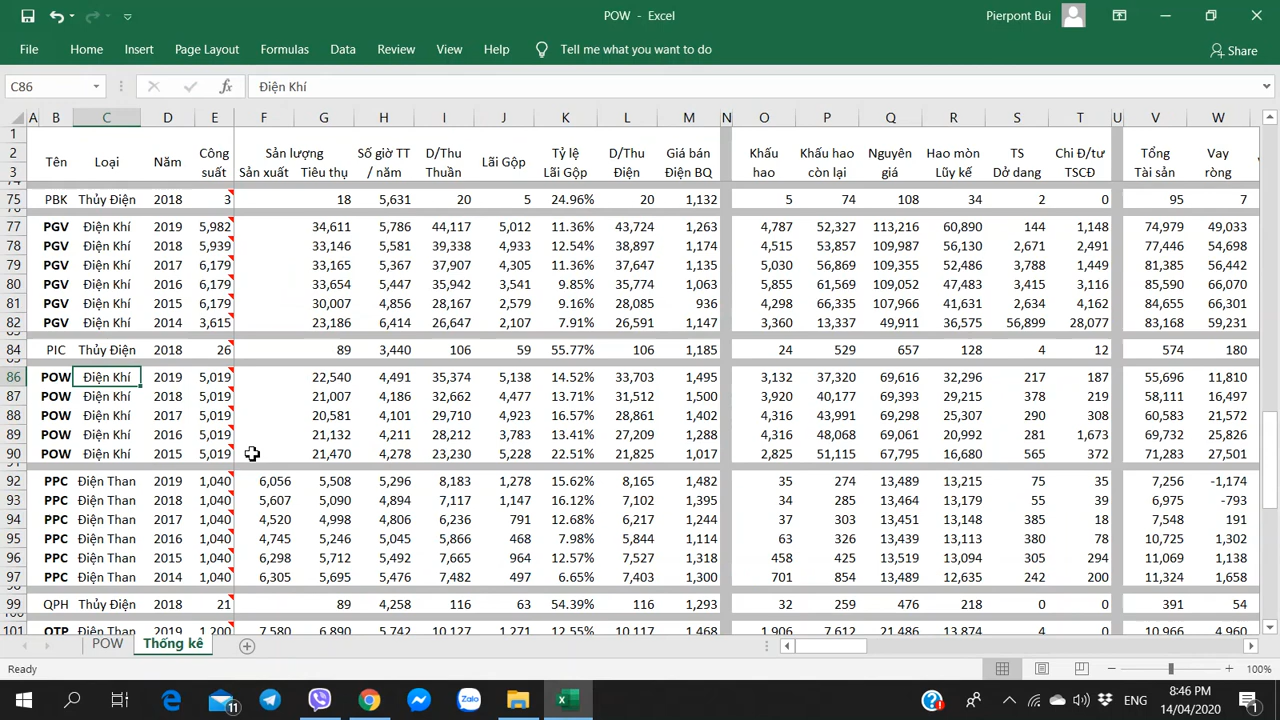 POW - Excel
Pierpont Bui
File Home Insert Page Layout Formulas Data Review View Help Tell me what you want to do Share
C86 fx Điện Khí
A B C D E F G H I J K L M N O P Q R S T U V W
1
2
3
Tên Loại Năm Công suất Sản lượng Sản xuất Tiêu thụ Số giờ TT / năm D/Thu Thuần Lãi Gộp Tỷ lệ Lãi Gộp D/Thu Điện Giá bán Điện BQ Khấu hao Khấu hao còn lại Nguyên giá Hao mòn Lũy kế TS Dở dang Chi Đ/tư TSCĐ Tổng Tài sản Vay ròng
75 PBK Thủy Điện 2018 3 18 5,631 20 5 24.96% 20 1,132 5 74 108 34 2 0 95 7
77 PGV Điện Khí 2019 5,982 34,611 5,786 44,117 5,012 11.36% 43,724 1,263 4,787 52,327 113,216 60,890 144 1,148 74,979 49,033
78 PGV Điện Khí 2018 5,939 33,146 5,581 39,338 4,933 12.54% 38,897 1,174 4,515 53,857 109,987 56,130 2,671 2,491 77,446 54,698
79 PGV Điện Khí 2017 6,179 33,165 5,367 37,907 4,305 11.36% 37,647 1,135 5,030 56,869 109,355 52,486 3,788 1,449 81,385 56,442
80 PGV Điện Khí 2016 6,179 33,654 5,447 35,942 3,541 9.85% 35,774 1,063 5,855 61,569 109,052 47,483 3,415 3,116 85,590 66,070
81 PGV Điện Khí 2015 6,179 30,007 4,856 28,167 2,579 9.16% 28,085 936 4,298 66,335 107,966 41,631 2,634 4,162 84,655 66,301
82 PGV Điện Khí 2014 3,615 23,186 6,414 26,647 2,107 7.91% 26,591 1,147 3,360 13,337 49,911 36,575 56,899 28,077 83,168 59,231
84 PIC Thủy Điện 2018 26 89 3,440 106 59 55.77% 106 1,185 24 529 657 128 4 12 574 180
86 POW Điện Khí 2019 5,019 22,540 4,491 35,374 5,138 14.52% 33,703 1,495 3,132 37,320 69,616 32,296 217 187 55,696 11,810
87 POW Điện Khí 2018 5,019 21,007 4,186 32,662 4,477 13.71% 31,512 1,500 3,920 40,177 69,393 29,215 378 219 58,111 16,497
88 POW Điện Khí 2017 5,019 20,581 4,101 29,710 4,923 16.57% 28,861 1,402 4,316 43,991 69,298 25,307 290 308 60,583 21,572
89 POW Điện Khí 2016 5,019 21,132 4,211 28,212 3,783 13.41% 27,209 1,288 4,316 48,068 69,061 20,992 281 1,673 69,732 25,826
90 POW Điện Khí 2015 5,019 21,470 4,278 23,230 5,228 22.51% 21,825 1,017 2,825 51,115 67,795 16,680 565 372 71,283 27,501
92 PPC Điện Than 2019 1,040 6,056 5,508 5,296 8,183 1,278 15.62% 8,165 1,482 35 274 13,489 13,215 75 35 7,256 -1,174
93 PPC Điện Than 2018 1,040 5,607 5,090 4,894 7,117 1,147 16.12% 7,102 1,395 34 285 13,464 13,179 55 39 6,975 -793
94 PPC Điện Than 2017 1,040 4,520 4,998 4,806 6,236 791 12.68% 6,217 1,244 37 303 13,451 13,148 385 18 7,548 191
95 PPC Điện Than 2016 1,040 4,745 5,246 5,045 5,866 468 7.98% 5,844 1,114 63 326 13,439 13,113 380 78 10,725 1,302
96 PPC Điện Than 2015 1,040 6,298 5,712 5,492 7,665 964 12.57% 7,527 1,318 458 425 13,519 13,094 305 294 11,069 1,138
97 PPC Điện Than 2014 1,040 6,305 5,695 5,476 7,482 497 6.65% 7,403 1,300 701 854 13,489 12,635 242 200 11,324 1,658
99 QPH Thủy Điện 2018 21 89 4,258 116 63 54.39% 116 1,293 32 259 476 218 0 0 391 54
101 QTP Điện Than 2019 1,200 7,580 6,890 5,742 10,127 1,271 12.55% 10,117 1,468 1,906 7,612 21,486 13,874 4 0 10,966 4,960
POW Thống kê
Ready 100%
11 Zalo ENG 8:46 PM 14/04/2020 1